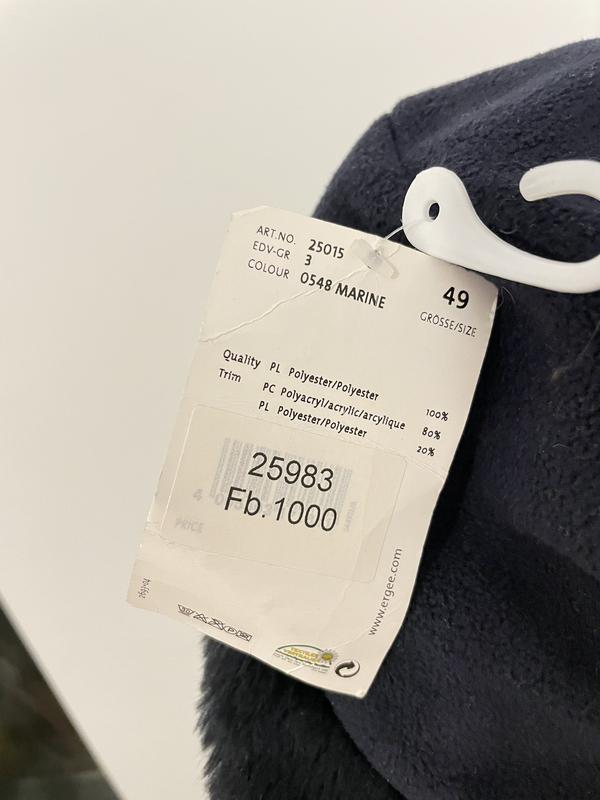 ART.NO. 25015
EDV-GR 3
COLOUR 0548 MARINE
49
GRÖSSE/SIZE
Quality PL Polyester/Polyester 100%
Trim PC Polyacryl/acrylic/arcylique 80%
PL Polyester/Polyester 20%
25983
Fb.1000
PRICE
www.ergee.com